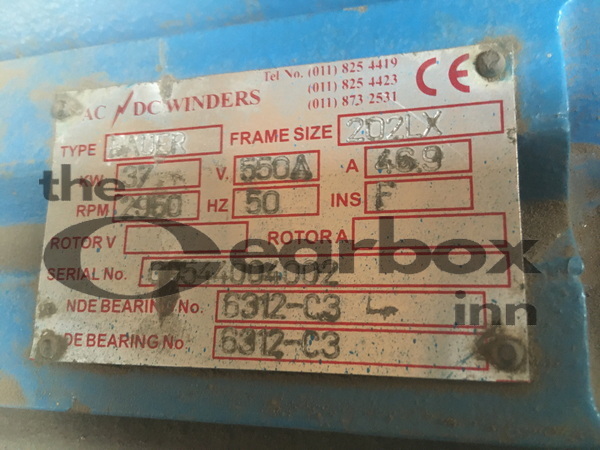 Tel No. (011) 825 4419
(011) 825 4423
(011) 873 2531
CE
AC DC WINDERS
TYPE BAUER FRAME SIZE 202LX
KW 37 V. 550Δ A 46.9
RPM 2950 HZ 50 INS F
ROTOR V ROTOR A
SERIAL No.
NDE BEARING No. 6312-C3
DE BEARING No 6312-C3
the Gearbox inn